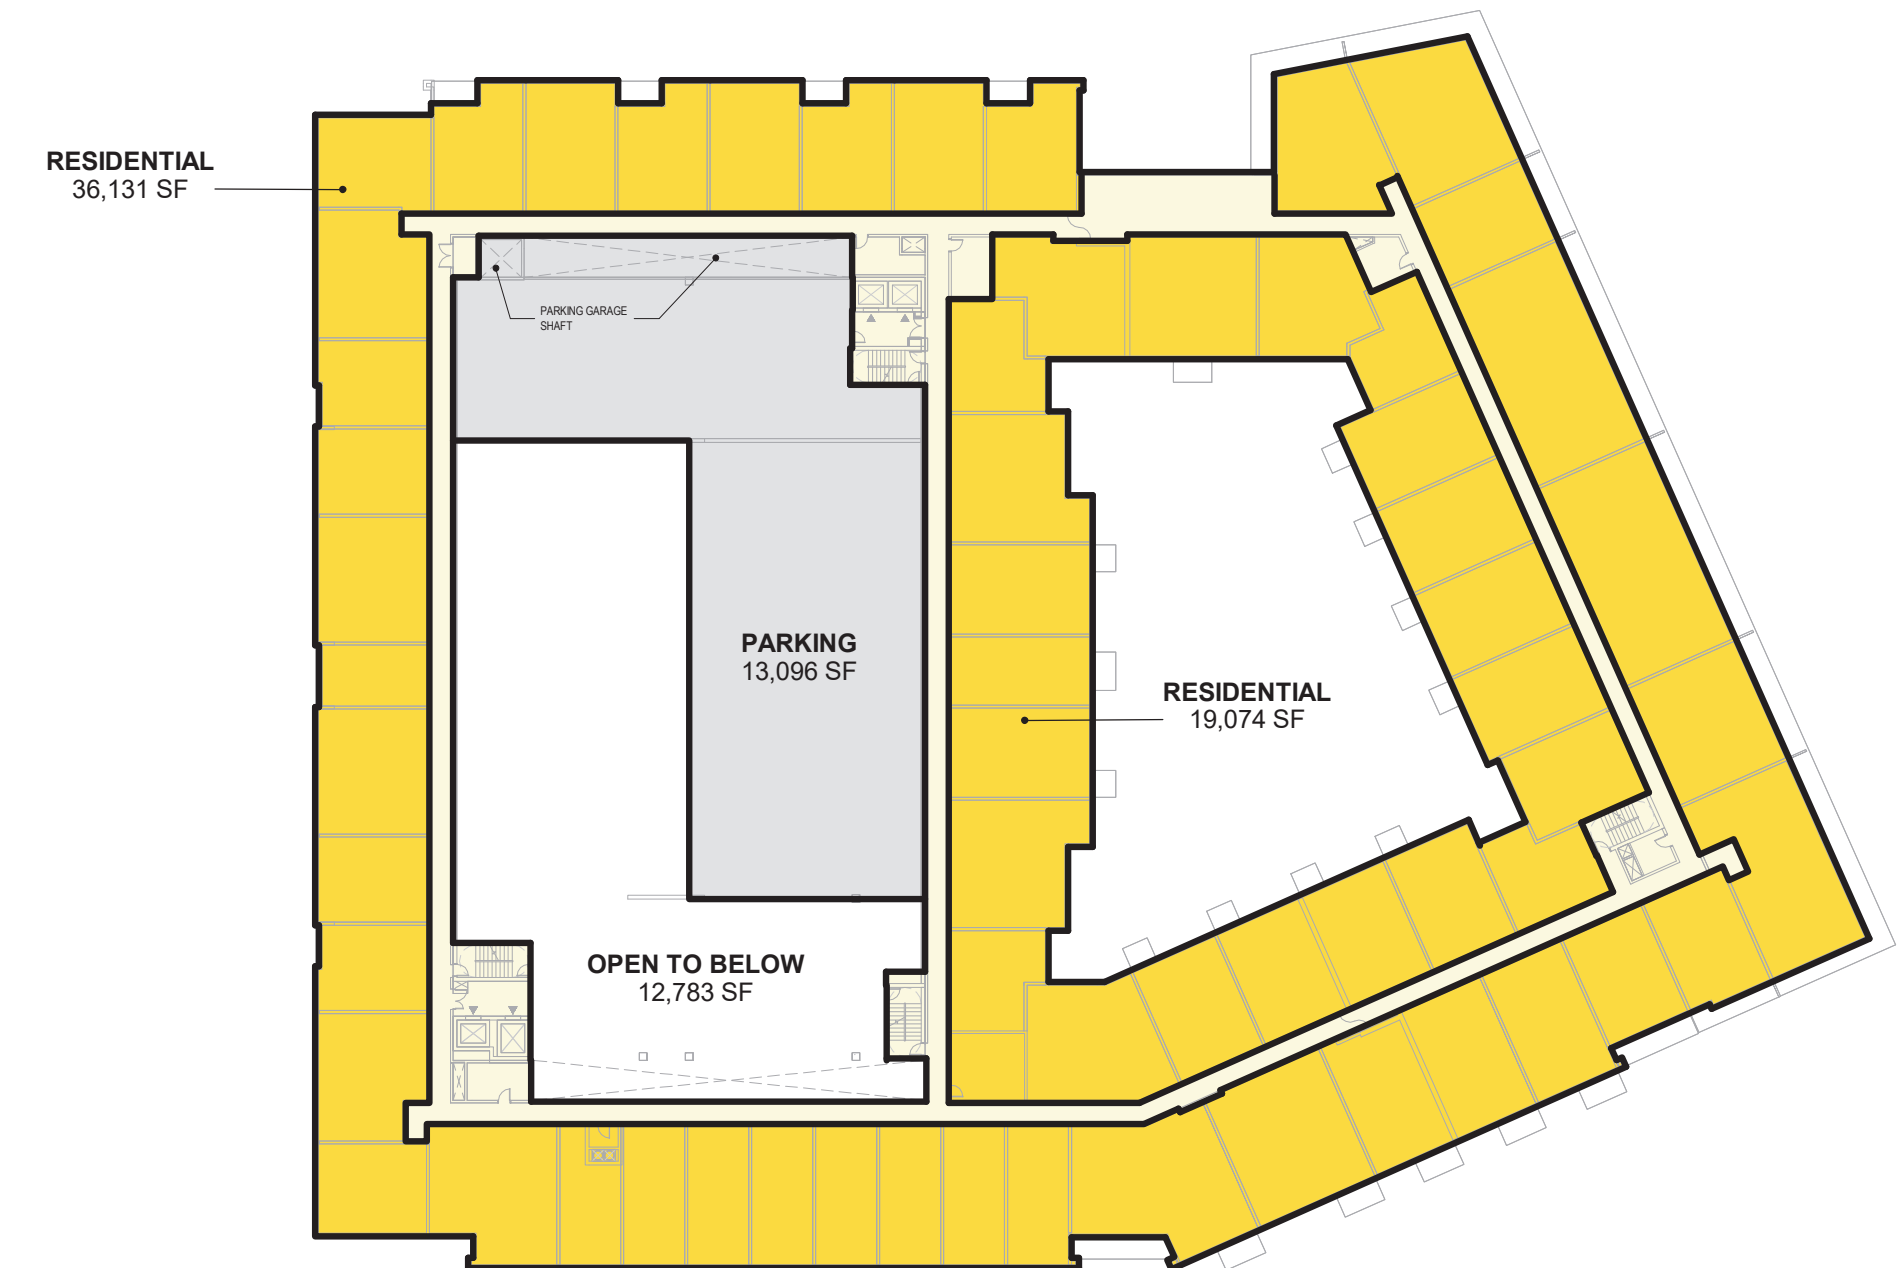 RESIDENTIAL
36,131 SF
PARKING GARAGE
SHAFT
PARKING
13,096 SF
RESIDENTIAL
19,074 SF
OPEN TO BELOW
12,783 SF